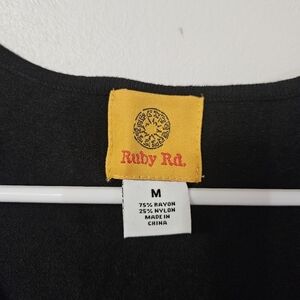 Ruby Rd.
M
75% RAYON
25% NYLON
MADE IN
CHINA